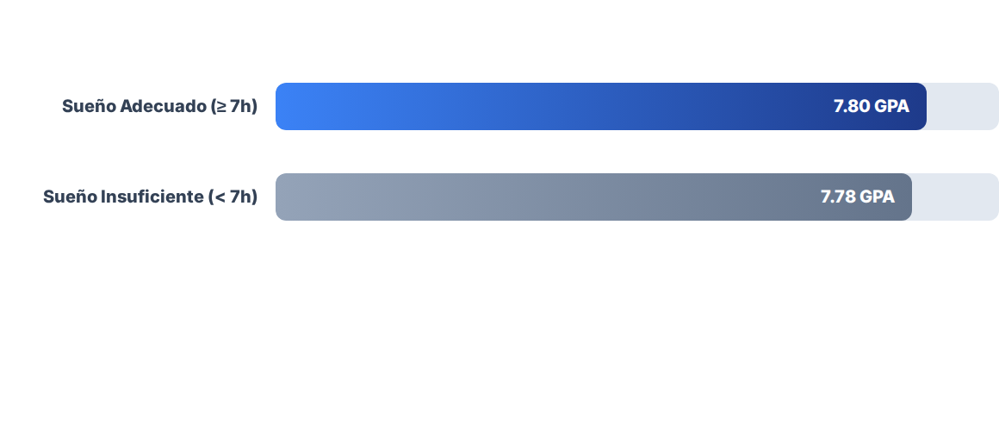 Sueño Adecuado (≥ 7h) 7.80 GPA
Sueño Insuficiente (< 7h) 7.78 GPA